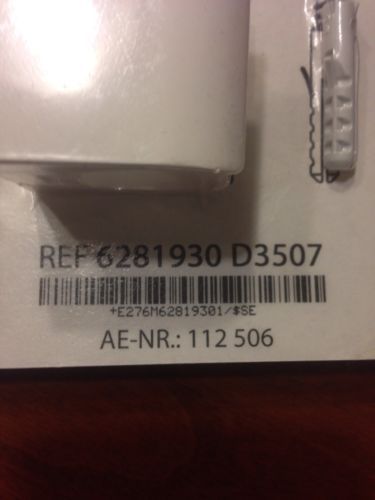 REF 6281930 D3507
+E276M62819301/$SE
AE-NR.: 112 506